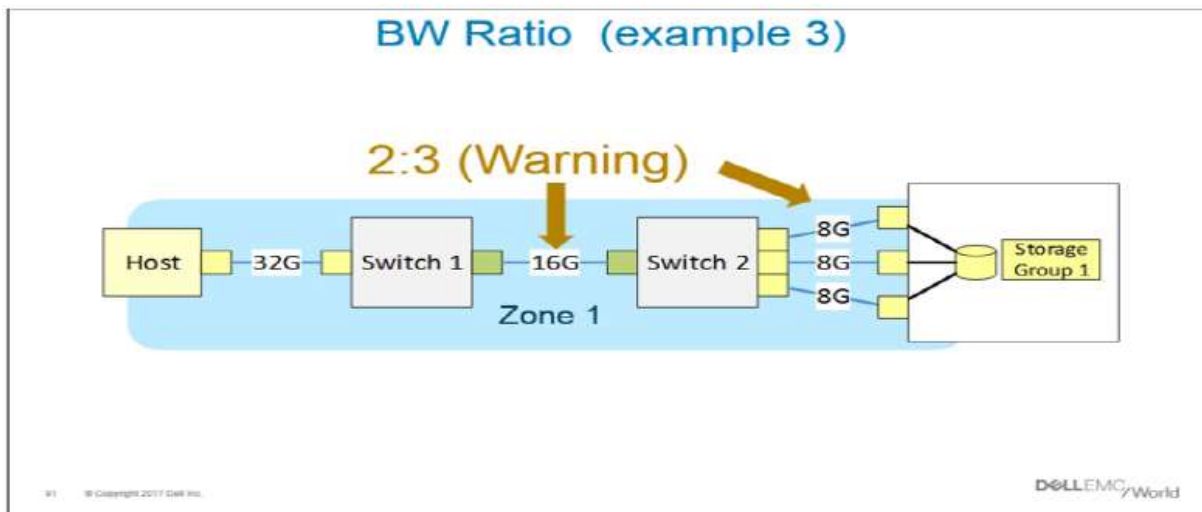 BW Ratio (example 3)
2:3 (Warning)
Host
32G
Switch 1
16G
Switch 2
8G
8G
8G
Storage
Group 1
Zone 1
91 © Copyright 2017 Dell Inc.
DELLEMC/World